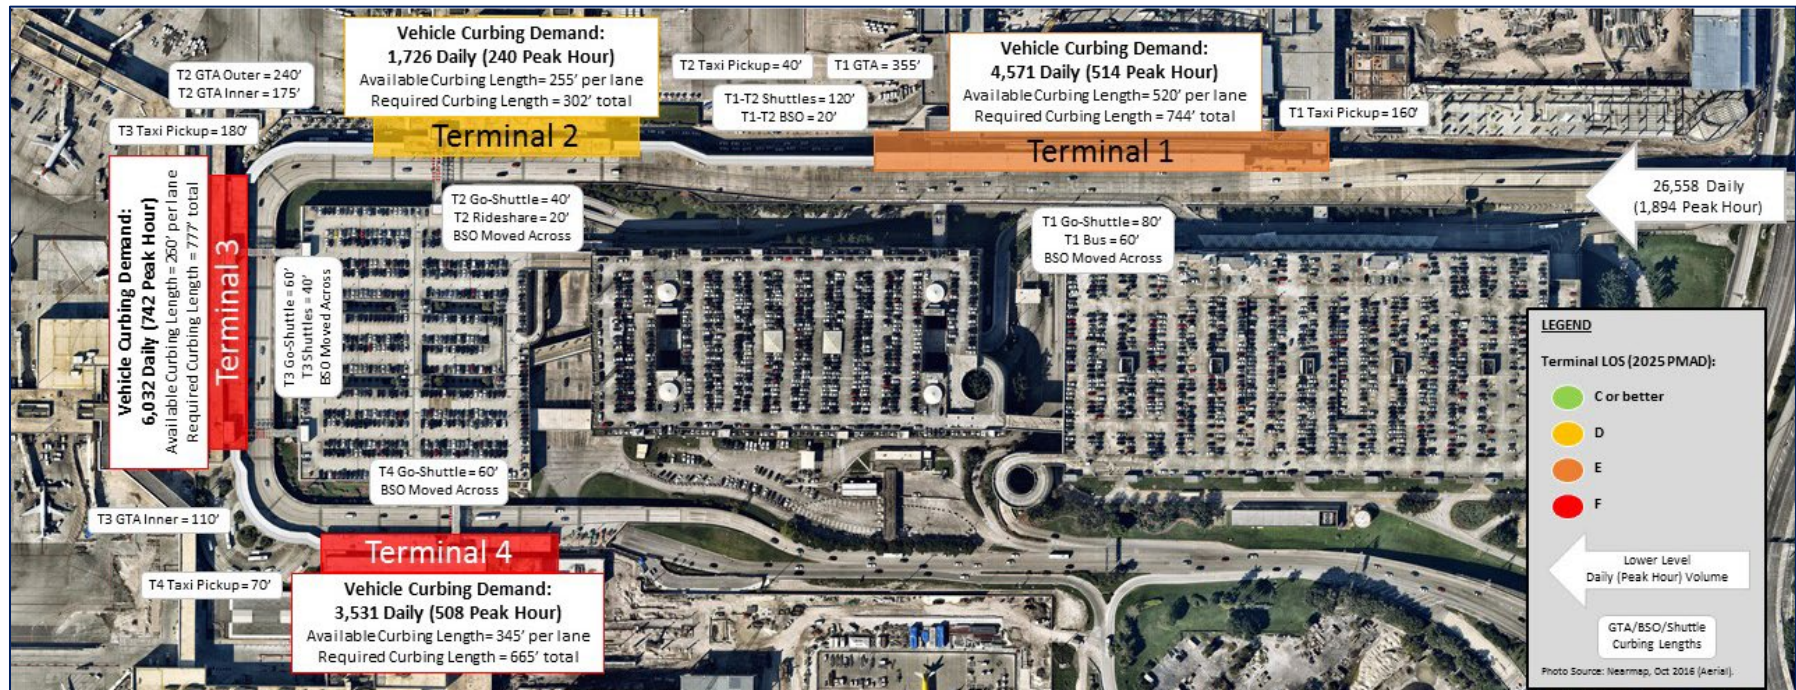 Vehicle Curbing Demand:
1,726 Daily (240 Peak Hour)
Available Curbing Length= 255’ per lane
Required Curbing Length = 302’ total
Terminal 2
Vehicle Curbing Demand:
4,571 Daily (514 Peak Hour)
Available Curbing Length= 520’ per lane
Required Curbing Length = 744’ total
Terminal 1
T2 GTA Outer = 240’
T2 GTA Inner = 175’
T2 Taxi Pickup= 40’
T1 GTA = 355’
T1-T2 Shuttles= 120’
T1-T2 BSO = 20’
T1 Taxi Pickup= 160’
T3 Taxi Pickup= 180’
26,558 Daily
(1,894 Peak Hour)
Vehicle Curbing Demand:
6,032 Daily (742 Peak Hour)
Available Curbing Length = 260’ per lane
Required Curbing Length = 777’ total
Terminal 3
T2 Go-Shuttle= 40’
T2 Rideshare = 20’
BSO Moved Across
T1 Go-Shuttle= 80’
T1 Bus = 60’
BSO Moved Across
T3 Go-Shuttle= 60’
T3 Shuttles = 40’
BSO Moved Across
T4 Go-Shuttle= 60’
BSO Moved Across
T3 GTA Inner = 110’
T4 Taxi Pickup= 70’
Terminal 4
Vehicle Curbing Demand:
3,531 Daily (508 Peak Hour)
Available Curbing Length= 345’ per lane
Required Curbing Length = 665’ total
LEGEND
Terminal LOS (2025 PMAD):
C or better
D
E
F
Lower Level
Daily (Peak Hour) Volume
GTA/BSO/Shuttle
Curbing Lengths
Photo Source: Nearmap, Oct 2016 (Aerial).